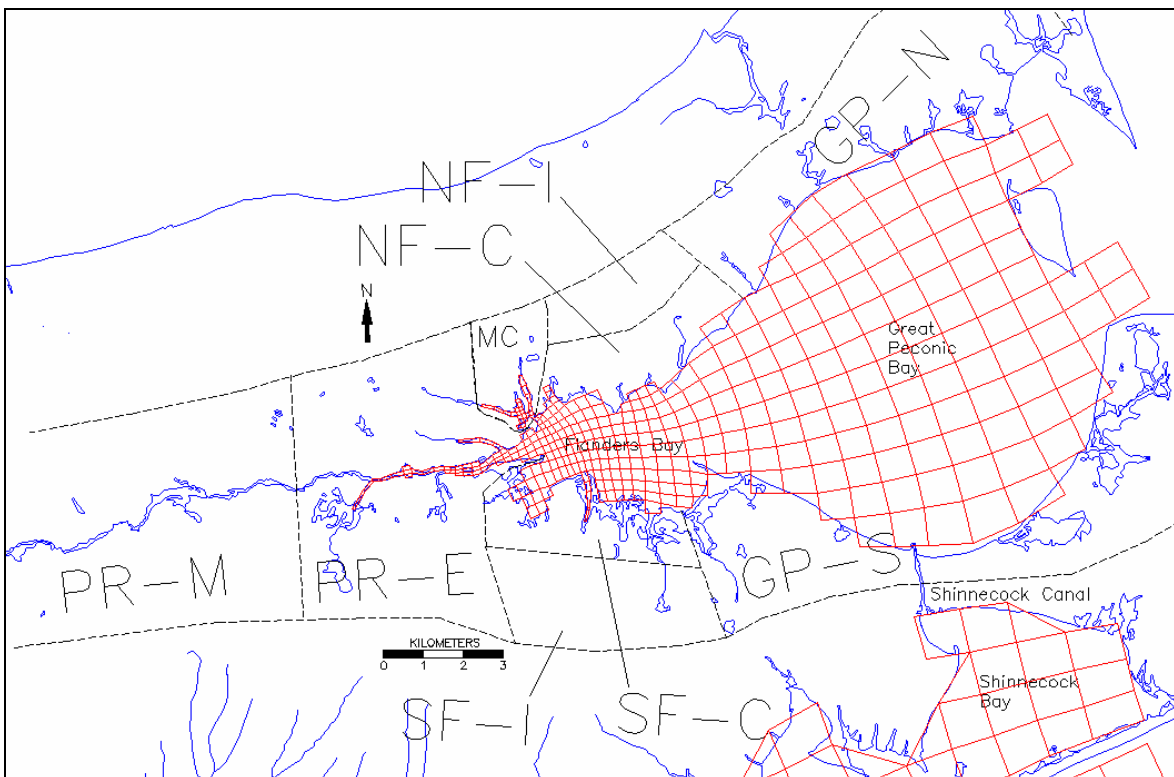 GP-N
NF-I
NF-C
N
MC
Great
Peconic
Bay
Flanders Bay
PR-M
PR-E
GP-S
Shinnecock Canal
KILOMETERS
0 1 2 3
Shinnecock
Bay
SF-I
SF-C